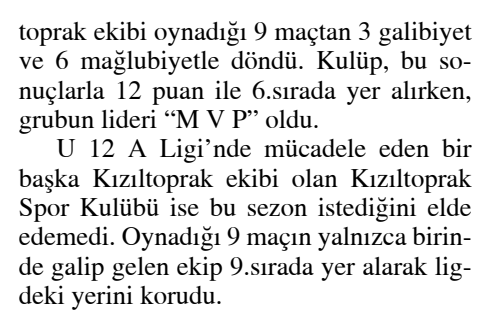 toprak ekibi oynadığı 9 maçtan 3 galibiyet
ve 6 mağlubiyetle döndü. Kulüp, bu so-
nuçlarla 12 puan ile 6.sırada yer alırken,
grubun lideri “M V P” oldu.
U 12 A Ligi’nde mücadele eden bir
başka Kızıltoprak ekibi olan Kızıltoprak
Spor Kulübü ise bu sezon istediğini elde
edemedi. Oynadığı 9 maçın yalnızca birin-
de galip gelen ekip 9.sırada yer alarak lig-
deki yerini korudu.